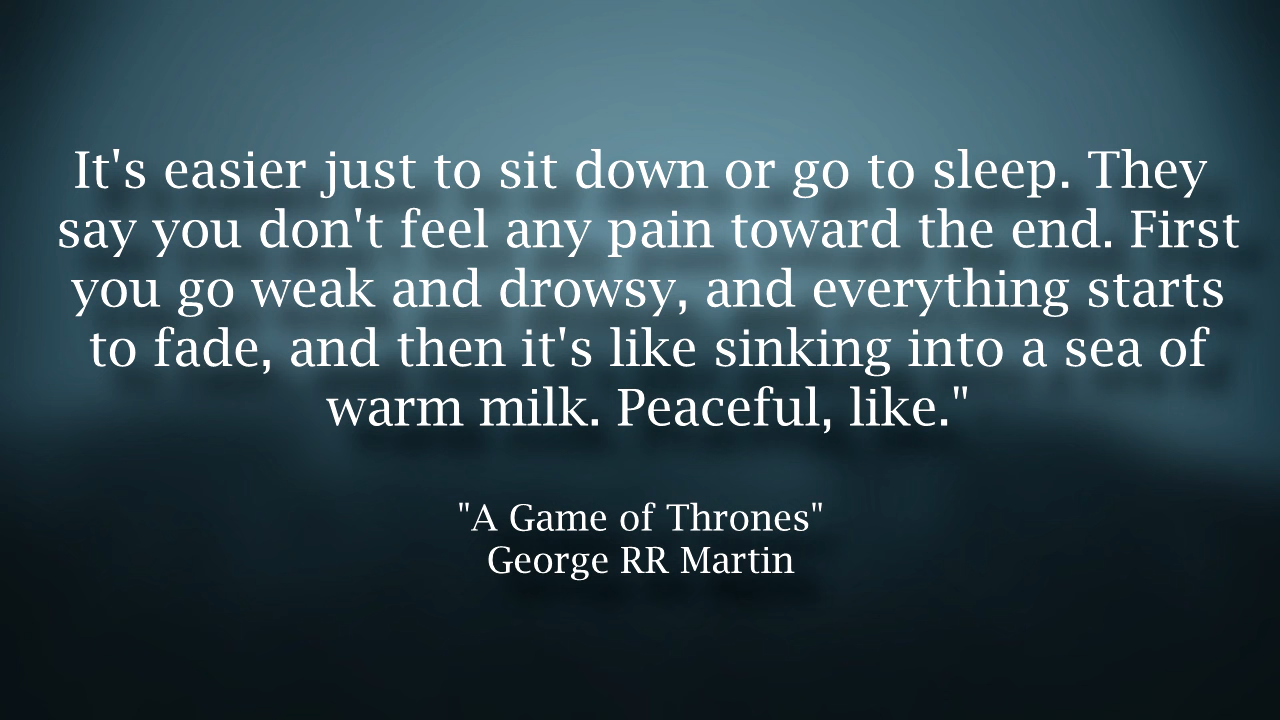 It's easier just to sit down or go to sleep. They
say you don't feel any pain toward the end. First
you go weak and drowsy, and everything starts
to fade, and then it's like sinking into a sea of
warm milk. Peaceful, like."
"A Game of Thrones"
George RR Martin